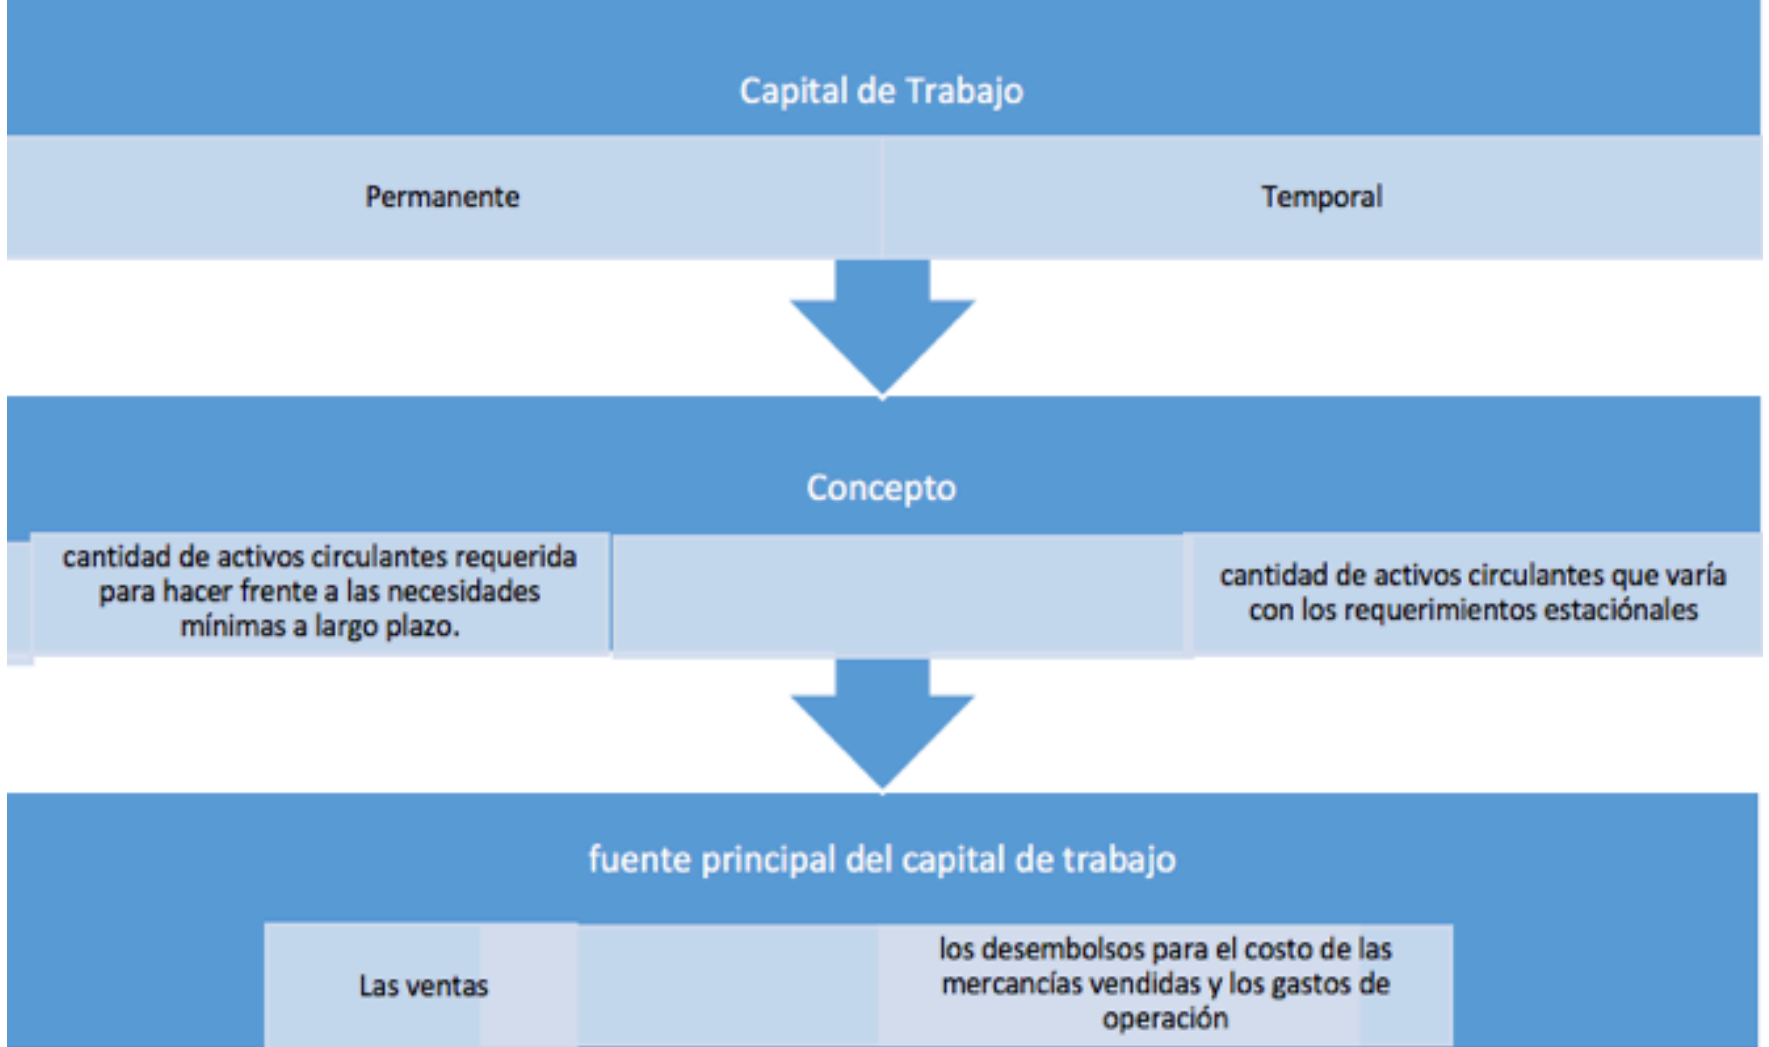 Capital de Trabajo
Permanente
Temporal
Concepto
cantidad de activos circulantes requerida
para hacer frente a las necesidades
mínimas a largo plazo.
cantidad de activos circulantes que varía
con los requerimientos estaciónales
fuente principal del capital de trabajo
Las ventas
los desembolsos para el costo de las
mercancías vendidas y los gastos de
operación